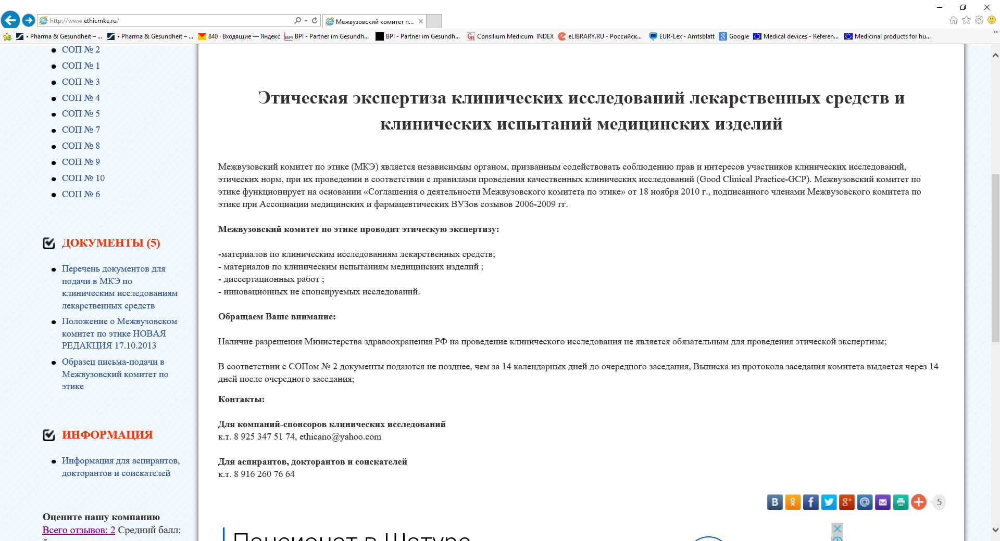 http://www.ethicmke.ru/
Межвузовский комитет п...
• Pharma & Gesundheit – ...
• Pharma & Gesundheit – ...
840 · Входящие — Яндекс
BPI - Partner im Gesundh...
BPI - Partner im Gesundh...
Consilium Medicum INDEX
eLIBRARY.RU - Российск...
EUR-Lex - Amtsblatt
Google
Medical devices - Referen...
Medicinal products for hu...
СОП № 2
СОП № 1
СОП № 3
СОП № 4
СОП № 5
СОП № 7
СОП № 8
СОП № 9
СОП № 10
СОП № 6
ДОКУМЕНТЫ (5)
Перечень документов для
подачи в МКЭ по
клиническим исследованиям
лекарственных средств
Положение о Межвузовском
комитет по этике НОВАЯ
РЕДАКЦИЯ 17.10.2013
Образец письма-подачи в
Межвузовский комитет по
этике
ИНФОРМАЦИЯ
Информация для аспирантов,
докторантов и соискателей
Оцените нашу компанию
Всего отзывов: 2 Средний балл:
Этическая экспертиза клинических исследований лекарственных средств и
клинических испытаний медицинских изделий
Межвузовский комитет по этике (МКЭ) является независимым органом, призванным содействовать соблюдению прав и интересов участников клинических исследований,
этических норм, при их проведении в соответствии с правилами проведения качественных клинических исследований (Good Clinical Practice-GCP). Межвузовский комитет по
этике функционирует на основании «Соглашения о деятельности Межвузовского комитета по этике» от 18 ноября 2010 г., подписанного членами Межвузовского комитета по
этике при Ассоциации медицинских и фармацевтических ВУЗов созывов 2006-2009 гг.
Межвузовский комитет по этике проводит этическую экспертизу:
-материалов по клиническим исследованиям лекарственных средств;
- материалов по клиническим испытаниям медицинских изделий ;
- диссертационных работ ;
- инновационных не спонсируемых исследований.
Обращаем Ваше внимание:
Наличие разрешения Министерства здравоохранения РФ на проведение клинического исследования не является обязательным для проведения этической экспертизы;
В соответствии с СОПом № 2 документы подаются не позднее, чем за 14 календарных дней до очередного заседания, Выписка из протокола заседания комитета выдается через 14
дней после очередного заседания;
Контакты:
Для компаний-спонсоров клинических исследований
к.т. 8 925 347 51 74, ethicano@yahoo.com
Для аспирантов, докторантов и соискателей
к.т. 8 916 260 76 64
5
Пансионат в Шатуре